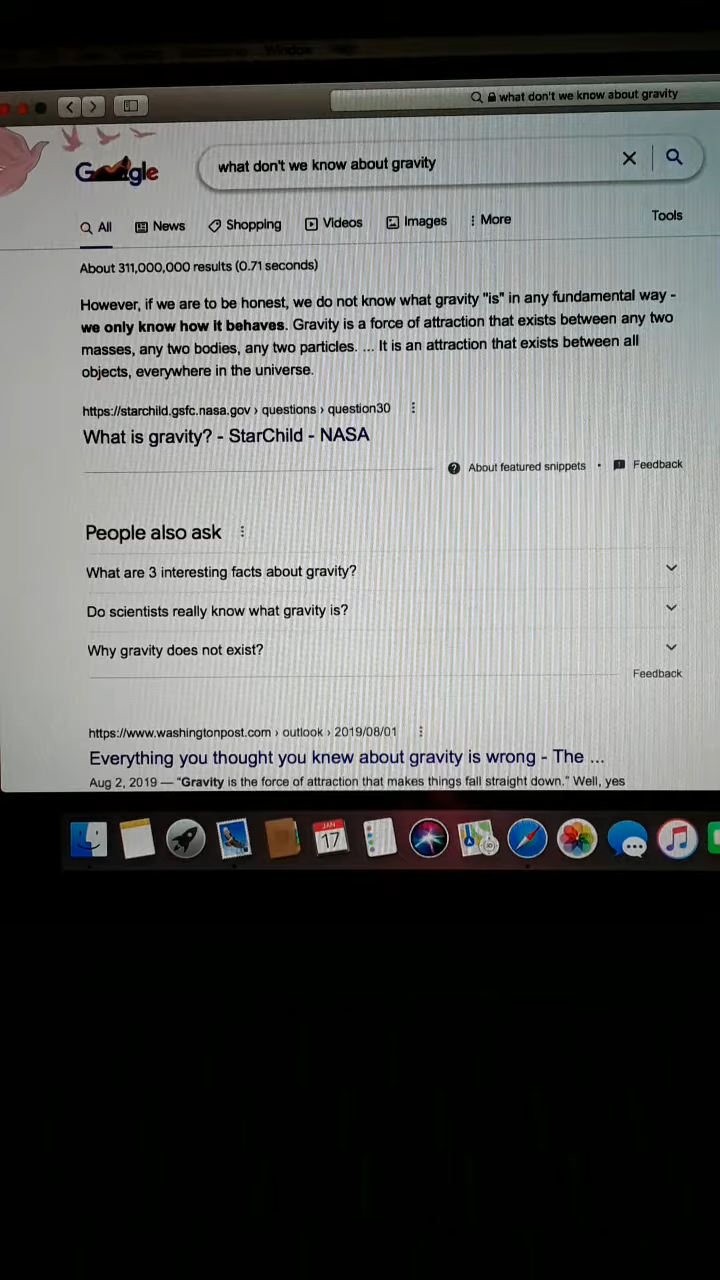 Window
what don't we know about gravity
Google
what don't we know about gravity
All News Shopping Videos Images More Tools
About 311,000,000 results (0.71 seconds)
However, if we are to be honest, we do not know what gravity "is" in any fundamental way -
we only know how it behaves. Gravity is a force of attraction that exists between any two
masses, any two bodies, any two particles. ... It is an attraction that exists between all
objects, everywhere in the universe.
https://starchild.gsfc.nasa.gov › questions › question30
What is gravity? - StarChild - NASA
About featured snippets • Feedback
People also ask
What are 3 interesting facts about gravity?
Do scientists really know what gravity is?
Why gravity does not exist?
Feedback
https://www.washingtonpost.com › outlook › 2019/08/01
Everything you thought you knew about gravity is wrong - The ...
Aug 2, 2019 — "Gravity is the force of attraction that makes things fall straight down." Well, yes
JAN
17